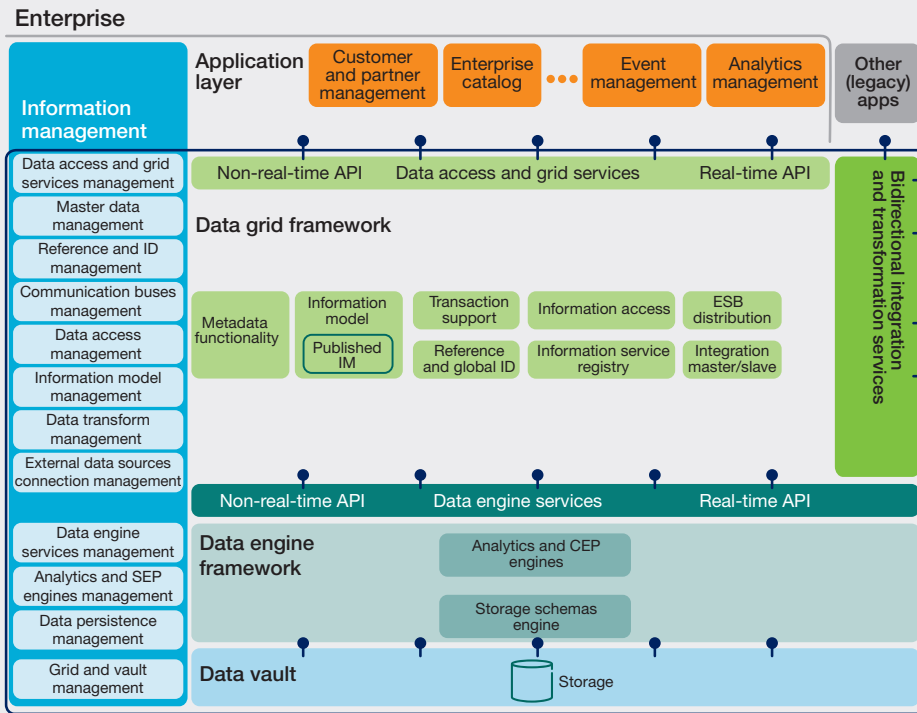 Enterprise
Information
management
Data access and grid
services management
Master data
management
Reference and ID
management
Communication buses
management
Data access
management
Information model
management
Data transform
management
External data sources
connection management
Data engine
services management
Analytics and SEP
engines management
Data persistence
management
Grid and vault
management
Application
layer
Customer
and partner
management
Enterprise
catalog
Event
management
Analytics
management
Other
(legacy)
apps
Non-real-time API
Data access and grid services
Real-time API
Data grid framework
Metadata
functionality
Information
model
Published
IM
Transaction
support
Information access
ESB
distribution
Reference
and global ID
Information service
registry
Integration
master/slave
Bidirectional integration
and transformation services
Non-real-time API
Data engine services
Real-time API
Data engine
framework
Analytics and CEP
engines
Storage schemas
engine
Data vault
Storage